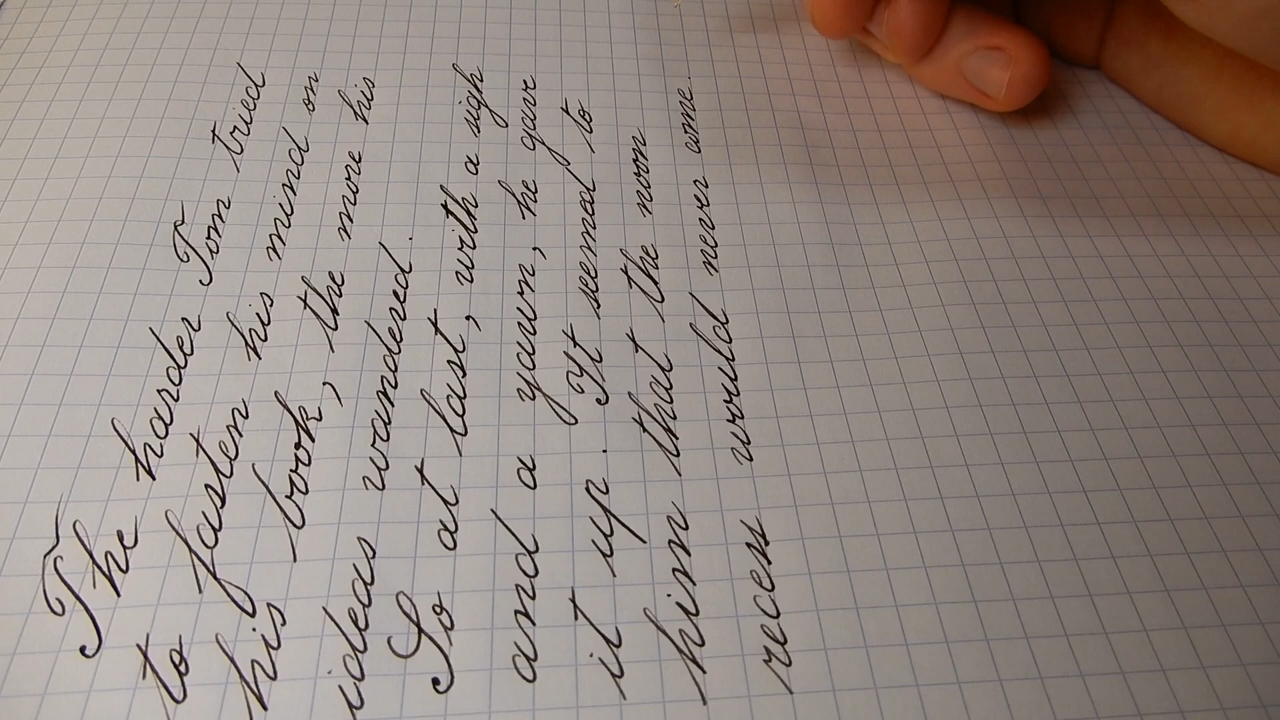 The harder Tom tried
to fasten his mind on
his book, the more his
ideas wandered.
So at last, with a sigh
and a yawn, he gave
it up. It seemed to
him that the noon
recess would never come.